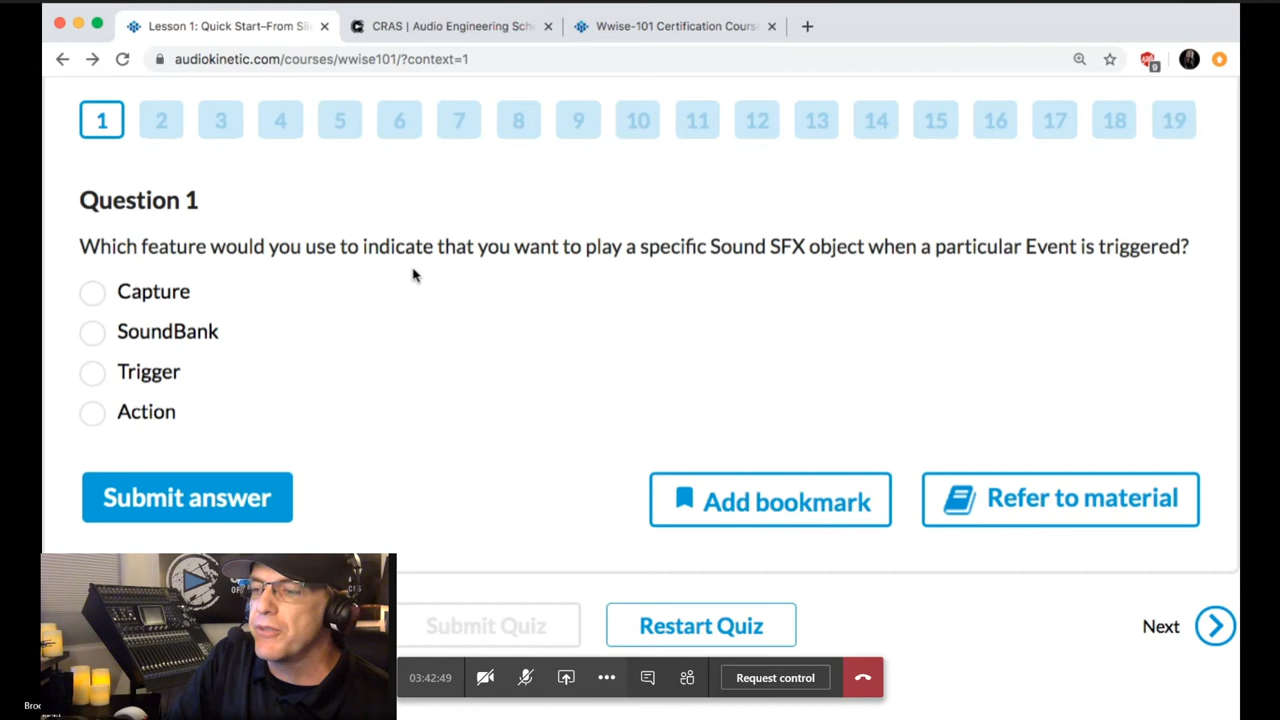 Lesson 1: Quick Start–From Sil
CRAS | Audio Engineering Scho
Wwise-101 Certification Cours
audiokinetic.com/courses/wwise101/?context=1
9
1 2 3 4 5 6 7 8 9 10 11 12 13 14 15 16 17 18 19
Question 1
Which feature would you use to indicate that you want to play a specific Sound SFX object when a particular Event is triggered?
Capture
SoundBank
Trigger
Action
Submit answer
Add bookmark
Refer to material
Submit Quiz
Restart Quiz
Next
03:42:49
Request control